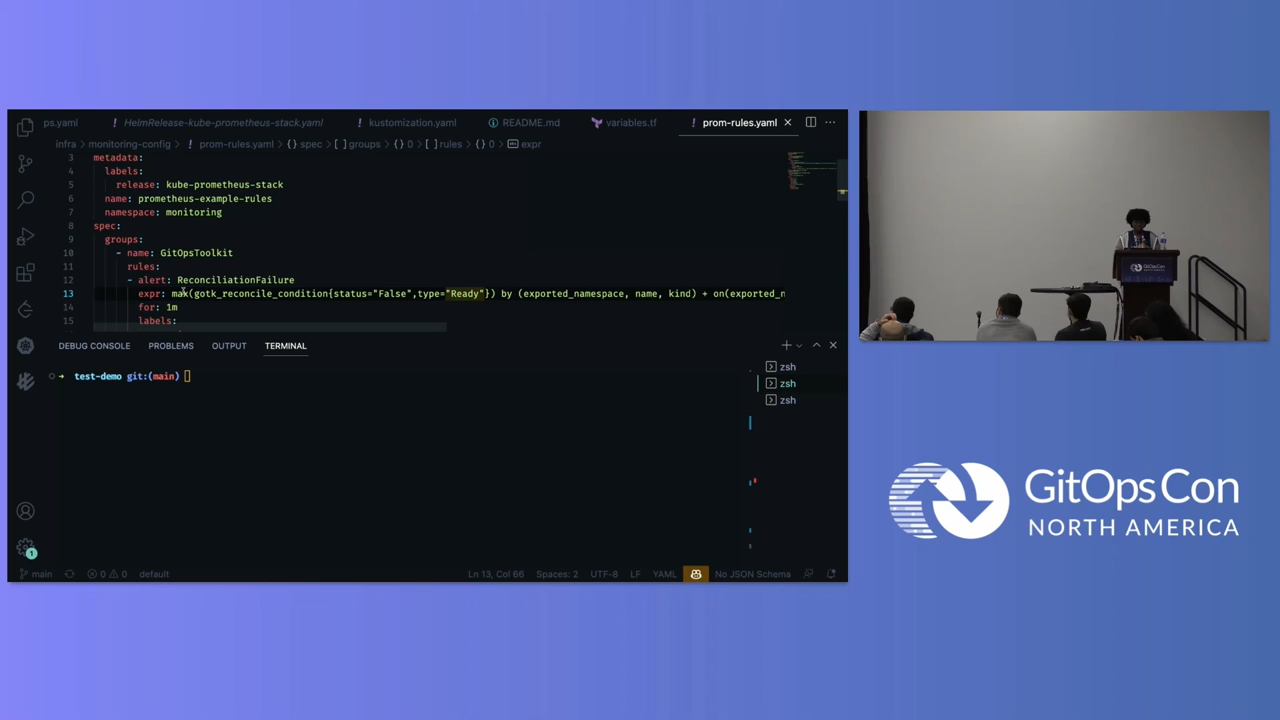 ps.yaml
! HelmRelease-kube-prometheus-stack.yaml
! kustomization.yaml
README.md
variables.tf
! prom-rules.yaml
infra > monitoring-config > ! prom-rules.yaml > {} spec > [ ] groups > {} 0 > [ ] rules > {} 0 > expr
3 metadata:
4 labels:
5 release: kube-prometheus-stack
6 name: prometheus-example-rules
7 namespace: monitoring
8 spec:
9 groups:
10 - name: GitOpsToolkit
11 rules:
12 - alert: ReconciliationFailure
13 expr: max(gotk_reconcile_condition{status="False",type="Ready"}) by (exported_namespace, name, kind) + on(exported_n
14 for: 1m
15 labels:
DEBUG CONSOLE PROBLEMS OUTPUT TERMINAL
test-demo git:(main)
zsh
zsh
zsh
1
main 0 0 default Ln 13, Col 66 Spaces: 2 UTF-8 LF YAML No JSON Schema
GitOpsCon
GitOpsCon
NORTH AMERICA